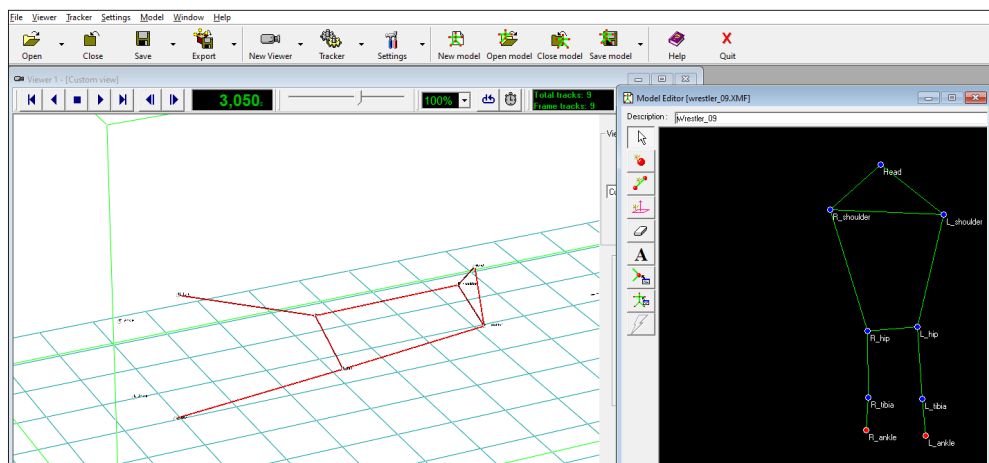 File Viewer Tracker Settings Model Window Help
Open Close Save Export New Viewer Tracker Settings New model Open model Close model Save model Help Quit
Viewer 1 - [Custom view]
3,050
100%
Total tracks: 9
Frame tracks: 9
Model Editor [wrestler_09.XMF]
Description: Wrestler_09
Vie
Cu
A
Head
R_shoulder
L_shoulder
R_hip
L_hip
R_tibia
L_tibia
R_ankle
L_ankle